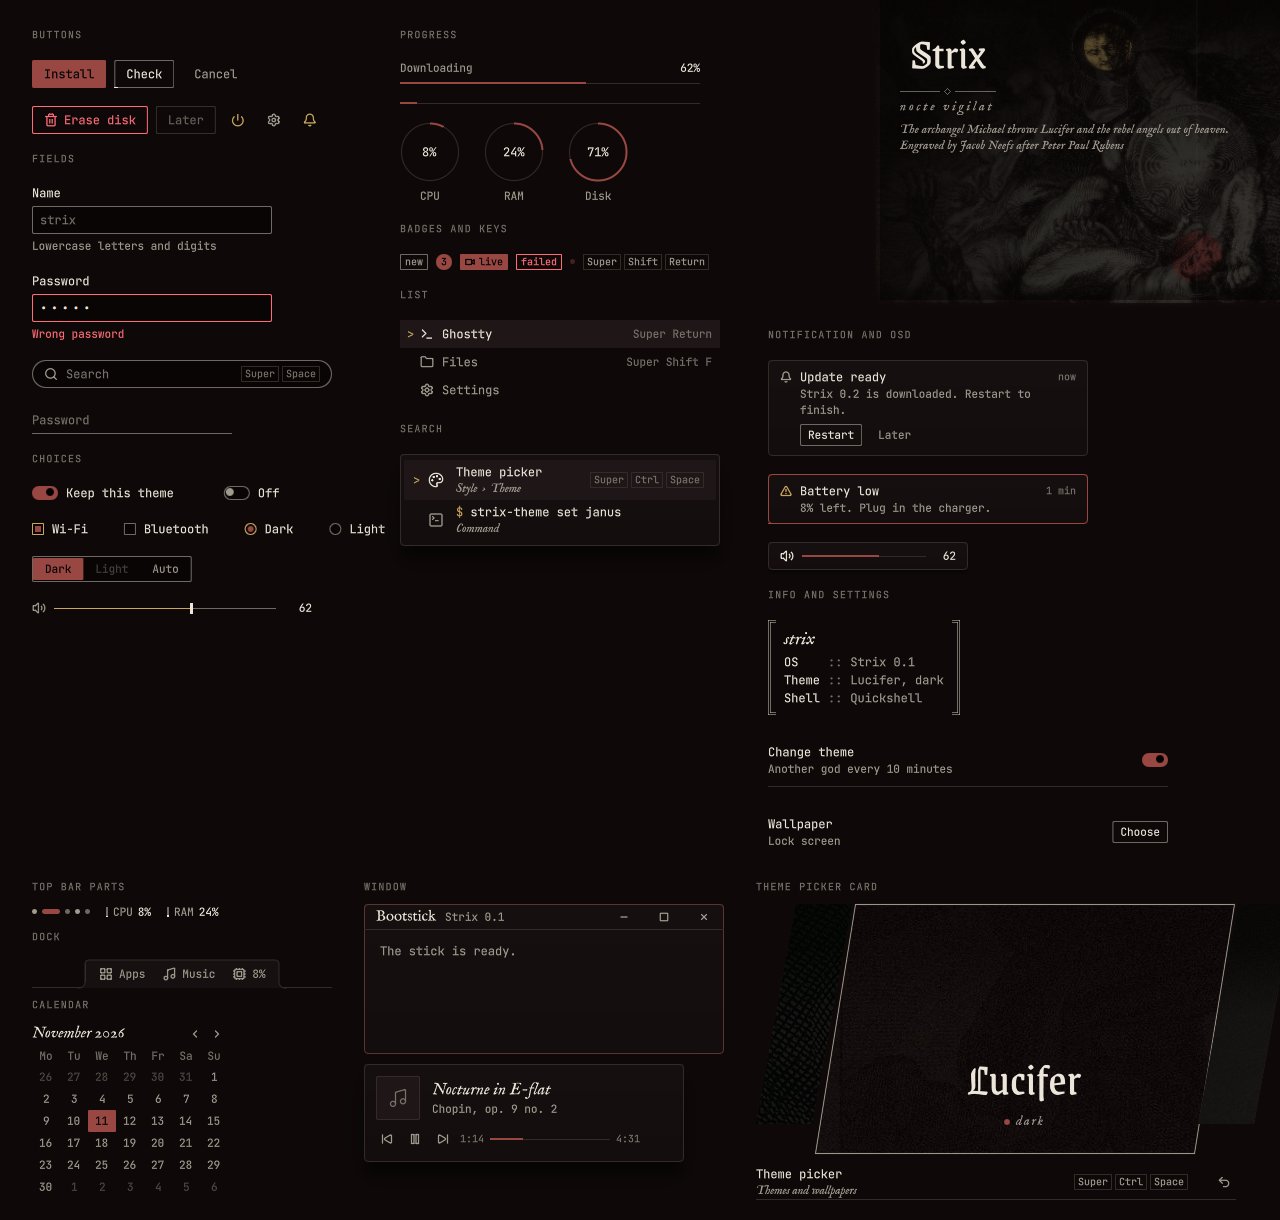 BUTTONS
Install Check Cancel
Erase disk Later
FIELDS
Name
strix
Lowercase letters and digits
Password
•••••
Wrong password
Search Super Space
Password
CHOICES
Keep this theme Off
Wi-Fi Bluetooth Dark Light
Dark Light Auto
62
PROGRESS
Downloading 62%
8% 24% 71%
CPU RAM Disk
BADGES AND KEYS
new 3 live failed Super Shift Return
LIST
> Ghostty Super Return
Files Super Shift F
Settings
SEARCH
> Theme picker Super Ctrl Space
Style › Theme
$ strix-theme set janus
Command
Strix
nocte vigilat
The archangel Michael throws Lucifer and the rebel angels out of heaven.
Engraved by Jacob Neefs after Peter Paul Rubens
NOTIFICATION AND OSD
Update ready now
Strix 0.2 is downloaded. Restart to
finish.
Restart Later
Battery low 1 min
8% left. Plug in the charger.
62
INFO AND SETTINGS
strix
OS :: Strix 0.1
Theme :: Lucifer, dark
Shell :: Quickshell
Change theme
Another god every 10 minutes
Wallpaper
Lock screen
Choose
TOP BAR PARTS
CPU 8% RAM 24%
DOCK
Apps Music 8%
CALENDAR
November 2026
Mo Tu We Th Fr Sa Su
26 27 28 29 30 31 1
2 3 4 5 6 7 8
9 10 11 12 13 14 15
16 17 18 19 20 21 22
23 24 25 26 27 28 29
30 1 2 3 4 5 6
WINDOW
Bootstick Strix 0.1
The stick is ready.
Nocturne in E-flat
Chopin, op. 9 no. 2
1:14 4:31
THEME PICKER CARD
Lucifer
dark
Theme picker
Themes and wallpapers
Super Ctrl Space